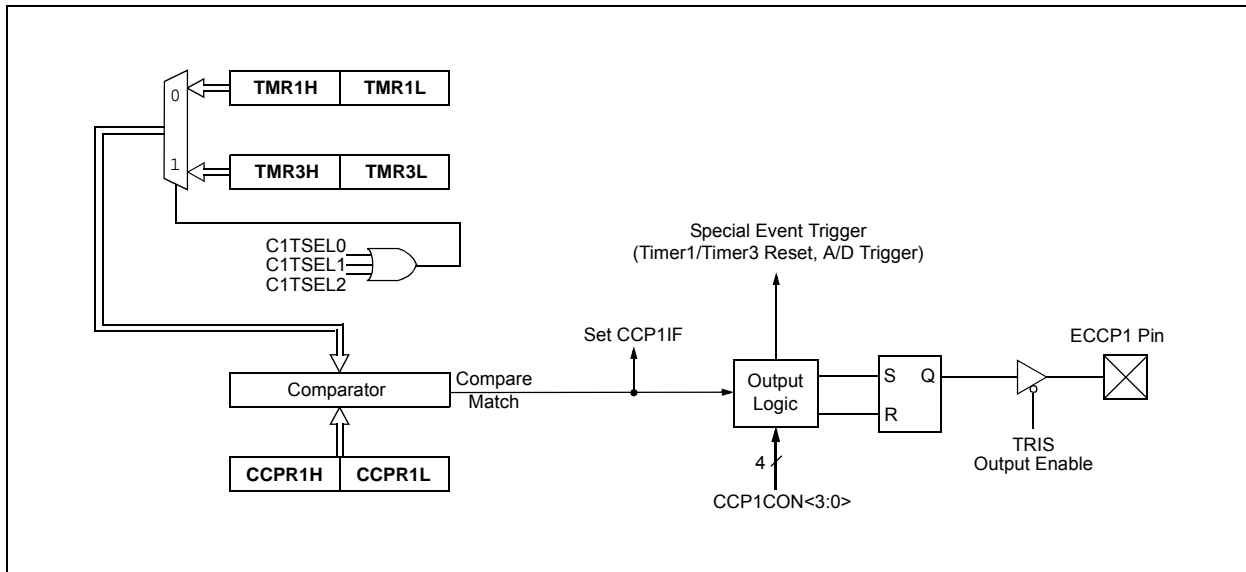 0
TMR1H TMR1L
1
TMR3H TMR3L
C1TSEL0
C1TSEL1
C1TSEL2
Special Event Trigger
(Timer1/Timer3 Reset, A/D Trigger)
Set CCP1IF
ECCP1 Pin
Comparator
Compare
Match
Output
Logic
S Q
R
TRIS
Output Enable
CCPR1H CCPR1L
4
CCP1CON<3:0>